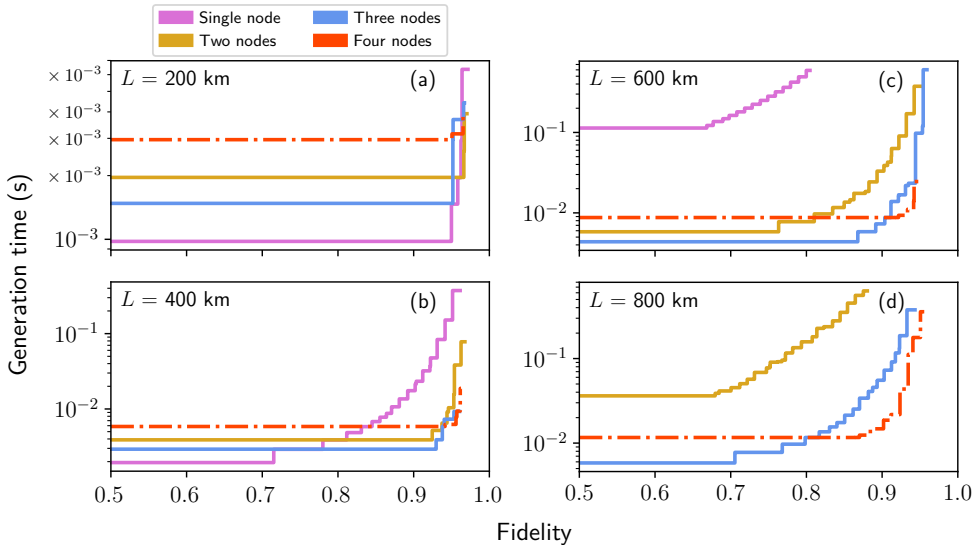 Single node
Two nodes
Three nodes
Four nodes
Generation time (s)
L = 200 km
(a)
× 10⁻³
× 10⁻³
× 10⁻³
× 10⁻³
10⁻³
L = 600 km
(c)
10⁻¹
10⁻²
L = 400 km
(b)
10⁻¹
10⁻²
0.5 0.6 0.7 0.8 0.9 1.0
L = 800 km
(d)
10⁻¹
10⁻²
0.5 0.6 0.7 0.8 0.9 1.0
Fidelity